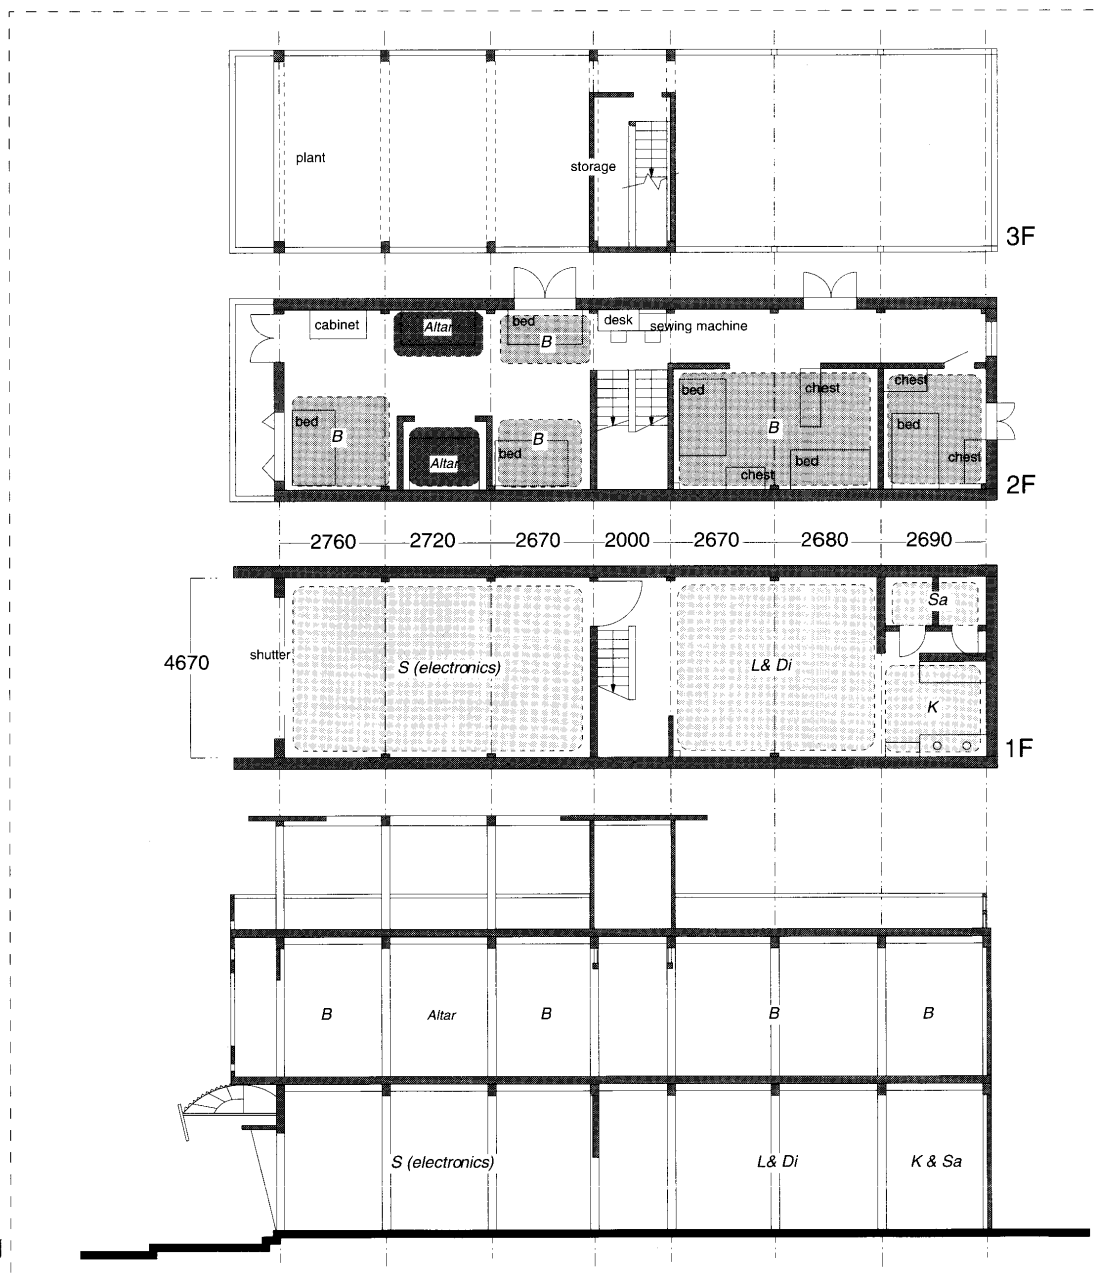 plant
storage
3F
cabinet
Altar
bed
B
desk
sewing machine
bed
B
Altar
B
bed
bed
chest
B
bed
chest
chest
bed
chest
2F
2760
2720
2670
2000
2670
2680
2690
4670
shutter
S (electronics)
L& Di
Sa
K
1F
B
Altar
B
B
B
S (electronics)
L& Di
K & Sa